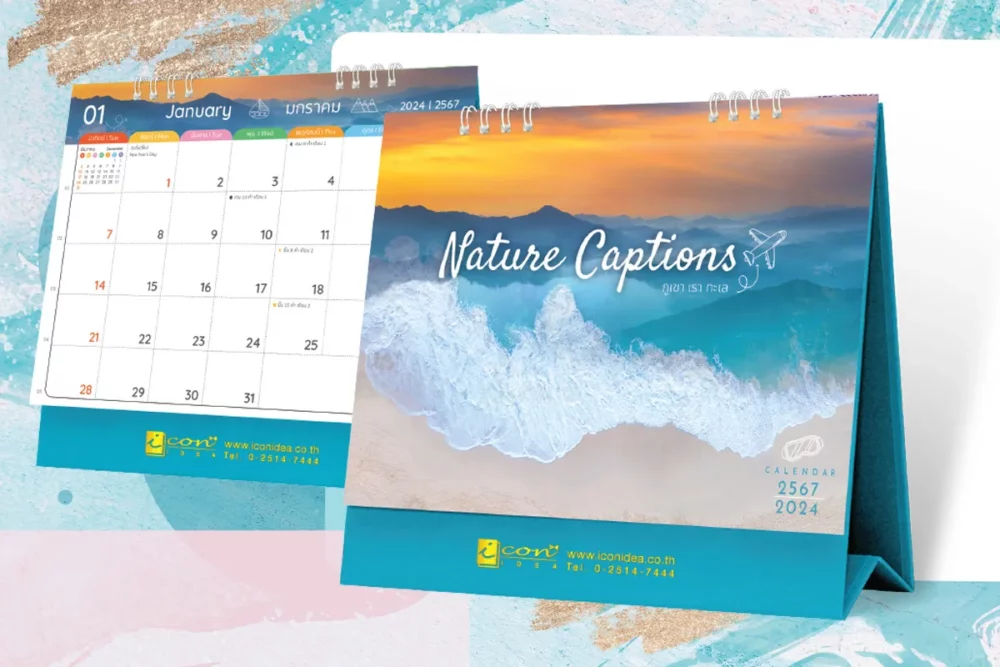 01 January มกราคม 2024 | 2567
1 2 3 4
7 8 9 10 11
14 15 16 17 18
21 22 23 24 25
28 29 30 31
icon
IDEA
www.iconidea.co.th
Tel. 0-2514-7444
Nature Captions
ภูเขา เรา ทะเล
CALENDAR
2567
2024
icon
IDEA
www.iconidea.co.th
Tel. 0-2514-7444